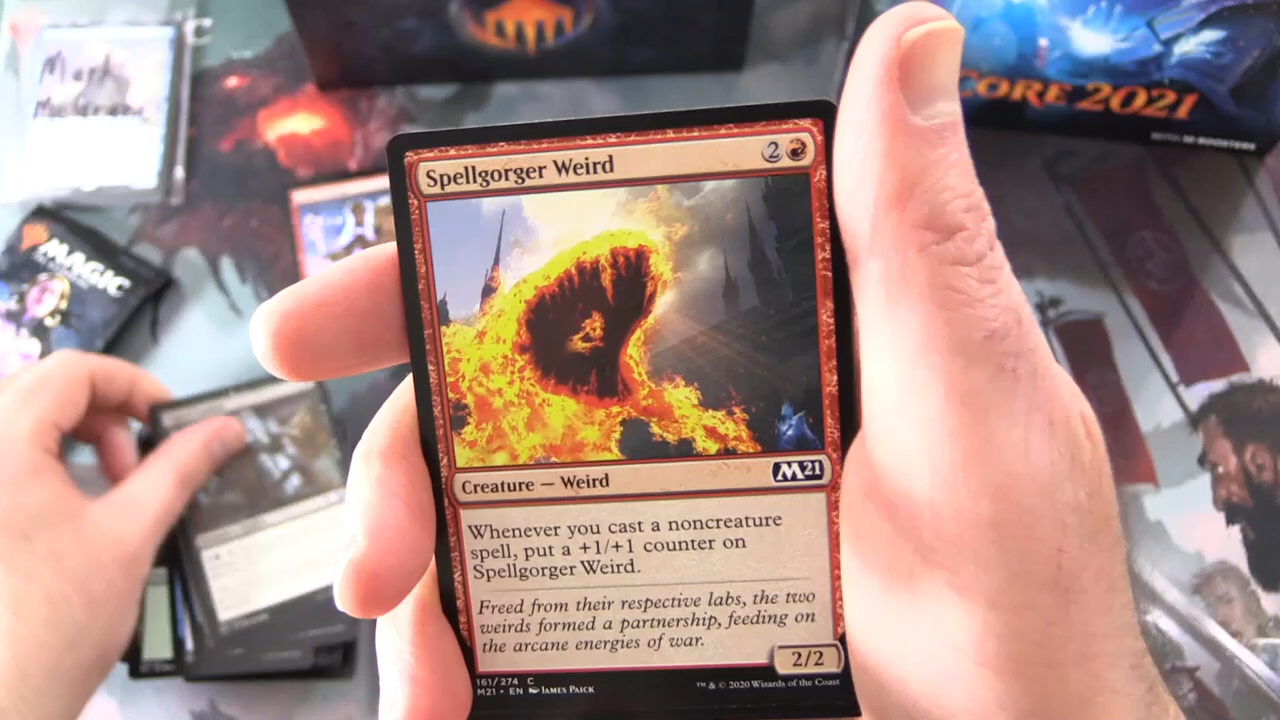 Mark
MAGIC
CORE 2021
Spellgorger Weird
2
Creature — Weird
M21
Whenever you cast a noncreature
spell, put a +1/+1 counter on
Spellgorger Weird.
Freed from their respective labs, the two
weirds formed a partnership, feeding on
the arcane energies of war.
2/2
161/274 C
M21 • EN JAMES PAICK
™ & © 2020 Wizards of the Coast